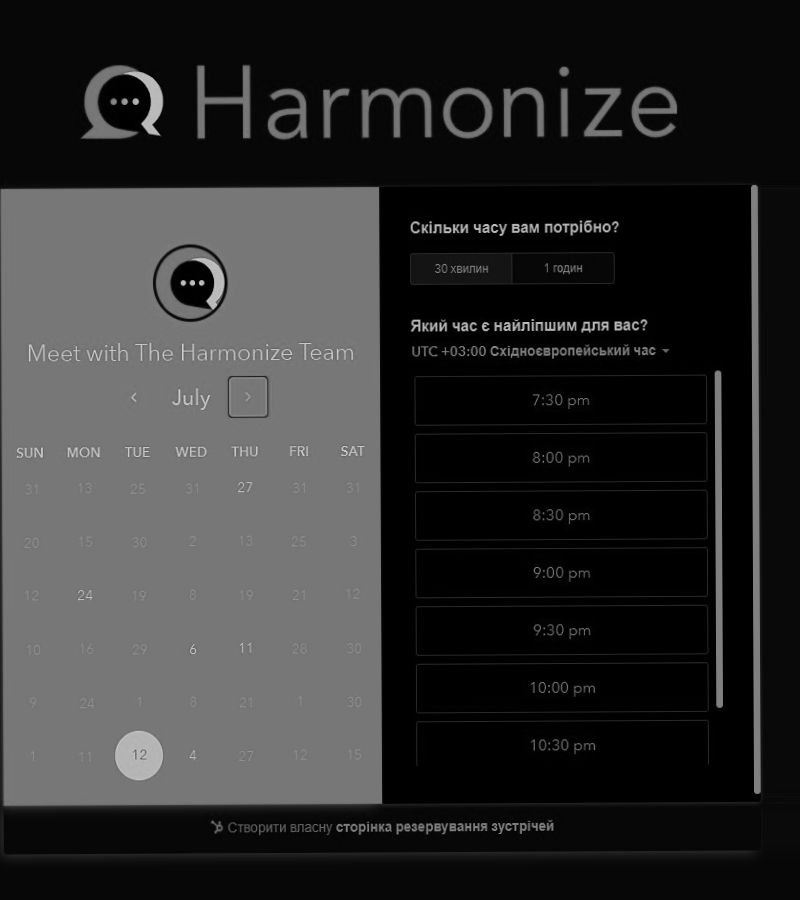 Harmonize
Meet with The Harmonize Team
July
SUN MON TUE WED THU FRI SAT
31 13 25 31 27 31 31
20 15 30 2 13 25 3
12 24 19 8 19 21 12
10 16 29 6 11 28 30
9 24 1 8 21 1 30
1 11 12 4 27 12 15
Скільки часу вам потрібно?
30 хвилин 1 годин
Який час є найліпшим для вас?
UTC +03:00 Східноєвропейський час
7:30 pm
8:00 pm
8:30 pm
9:00 pm
9:30 pm
10:00 pm
10:30 pm
Створити власну сторінка резервування зустрічей